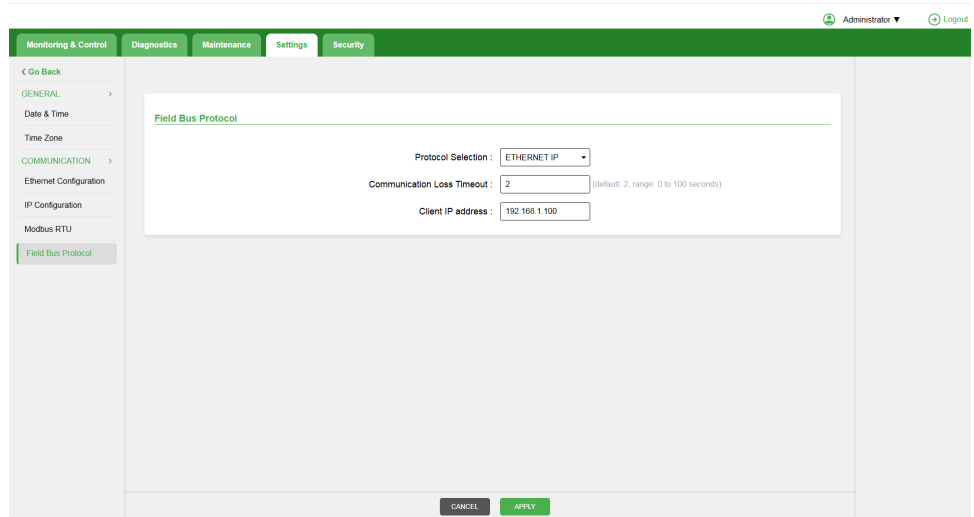 Administrator ▼ Logout
Monitoring & Control Diagnostics Maintenance Settings Security
Go Back
GENERAL
Date & Time
Time Zone
COMMUNICATION
Ethernet Configuration
IP Configuration
Modbus RTU
Field Bus Protocol
Field Bus Protocol
Protocol Selection : ETHERNET IP
Communication Loss Timeout : 2 (default: 2, range: 0 to 100 seconds)
Client IP address : 192.168.1.100
CANCEL APPLY